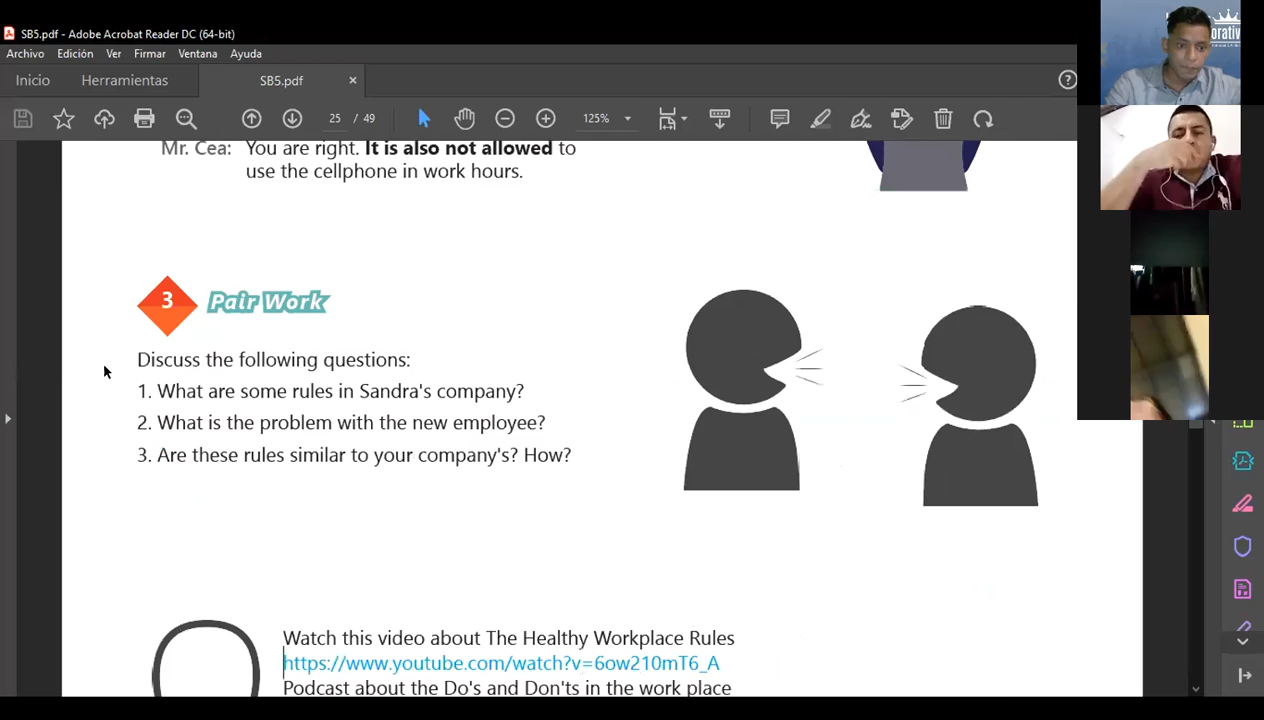 SB5.pdf - Adobe Acrobat Reader DC (64-bit)
Archivo Edición Ver Firmar Ventana Ayuda
Inicio Herramientas SB5.pdf
25 / 49 125%
Mr. Cea: You are right. It is also not allowed to
use the cellphone in work hours.
3 Pair Work
Discuss the following questions:
1. What are some rules in Sandra's company?
2. What is the problem with the new employee?
3. Are these rules similar to your company's? How?
Watch this video about The Healthy Workplace Rules
https://www.youtube.com/watch?v=6ow210mT6_A
Podcast about the Do's and Don'ts in the work place